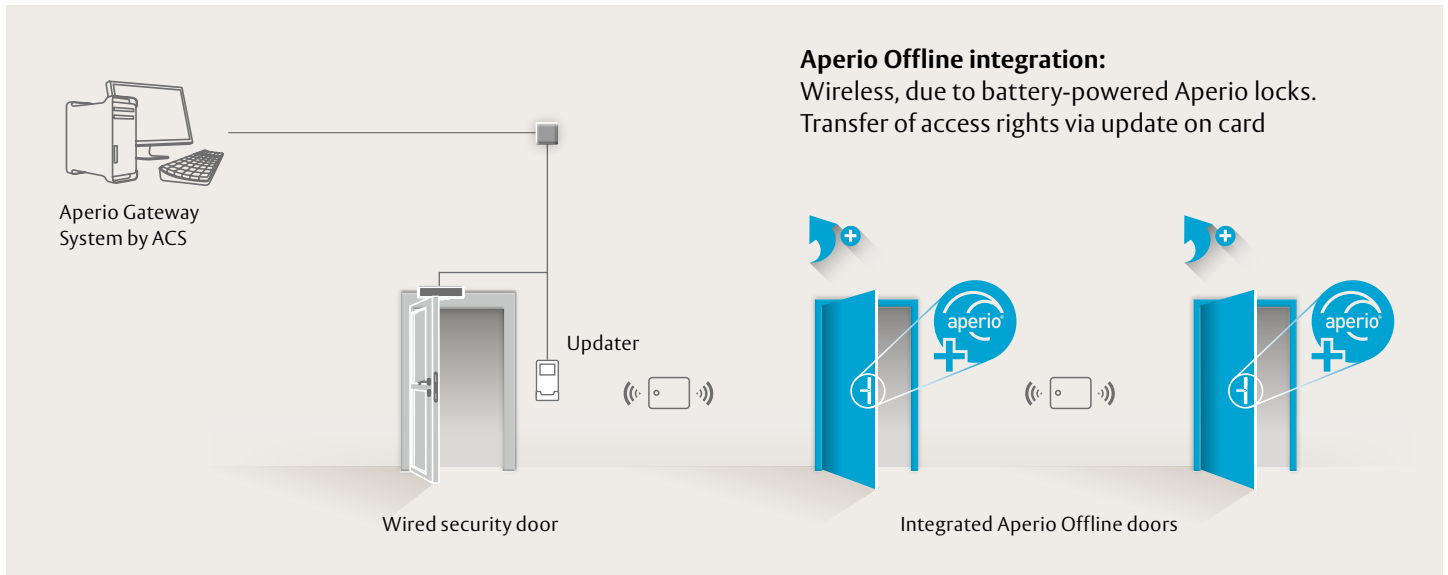 Aperio Offline integration:
Wireless, due to battery-powered Aperio locks.
Transfer of access rights via update on card
Aperio Gateway
System by ACS
Updater
aperio®
aperio®
Wired security door
Integrated Aperio Offline doors